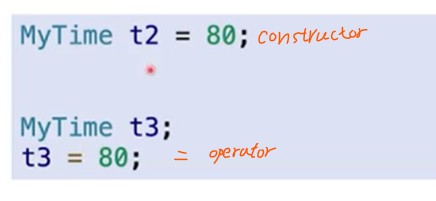 MyTime t2 = 80; constructor
MyTime t3;
t3 = 80; = operator